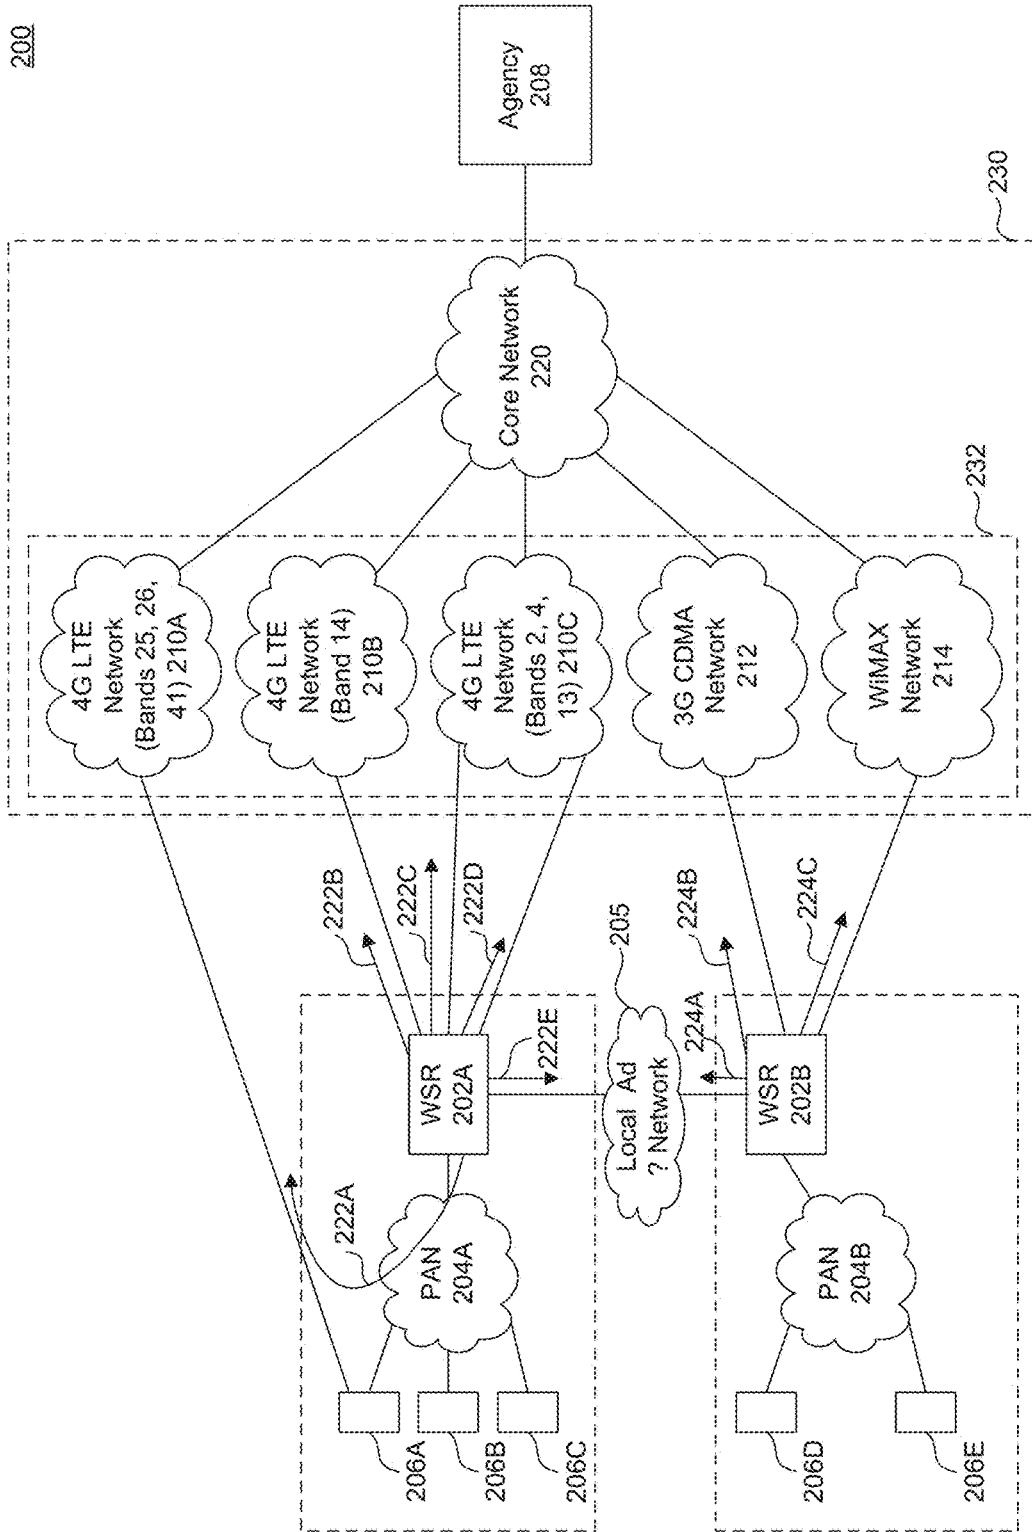 200
Agency
208
230
Core Network
220
232
4G LTE
Network
(Bands 25, 26,
41) 210A
4G LTE
Network
(Band 14)
210B
4G LTE
Network
(Bands 2, 4,
13) 210C
3G CDMA
Network
212
WiMAX
Network
214
222A
222B
222C
222D
222E
224A
224B
224C
205
Local Ad
? Network
WSR
202A
WSR
202B
PAN
204A
PAN
204B
206A
206B
206C
206D
206E